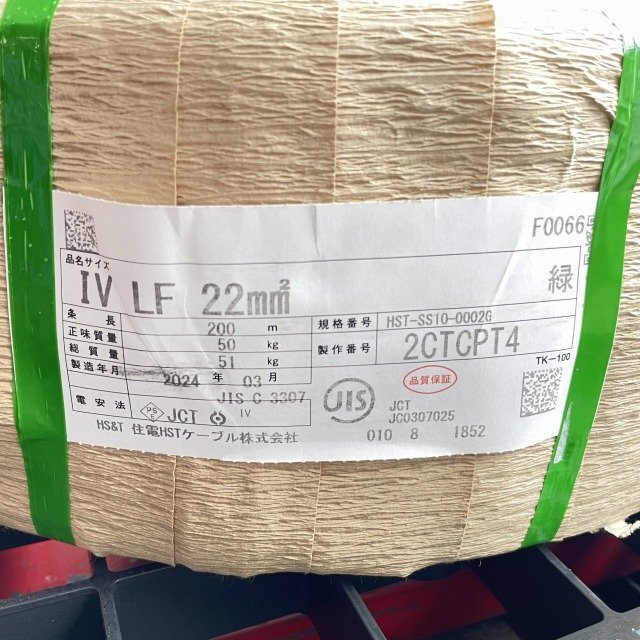 F0066
品名サイズ
IV LF 22mm² 緑
条長 200 m 規格番号 HST-SS10-0002G
正味質量 50 kg
総質量 51 kg 製作番号 2CTCPT4
製造年月 2024 年 03 月 TK-100
品質保証
電安法 PS E JCT JIS C 3307 IV JIS JCT
JC0307025
HS&T 住電HSTケーブル株式会社 010 8 1852